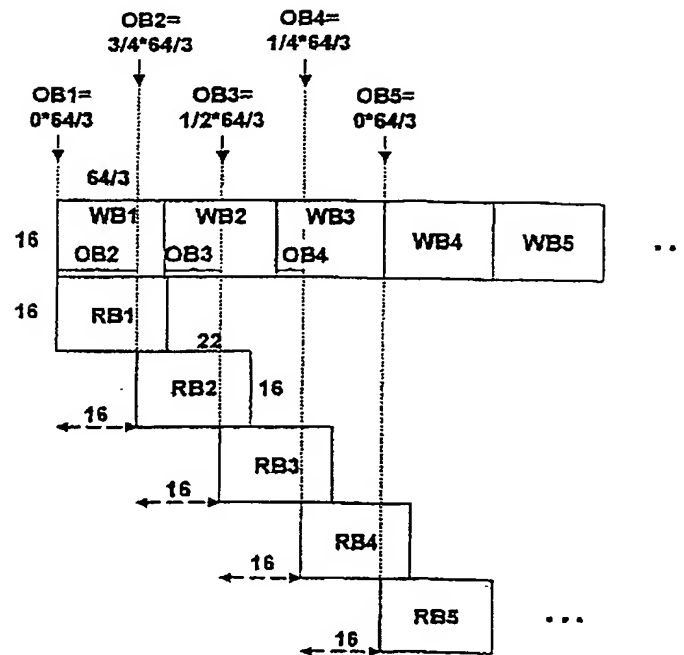 OB2=
3/4*64/3
OB4=
1/4*64/3
OB1=
0*64/3
OB3=
1/2*64/3
OB5=
0*64/3
64/3
16
WB1
WB2
WB3
WB4
WB5
..
OB2
OB3
OB4
16
RB1
22
RB2
16
16
RB3
16
RB4
16
RB5
...
16